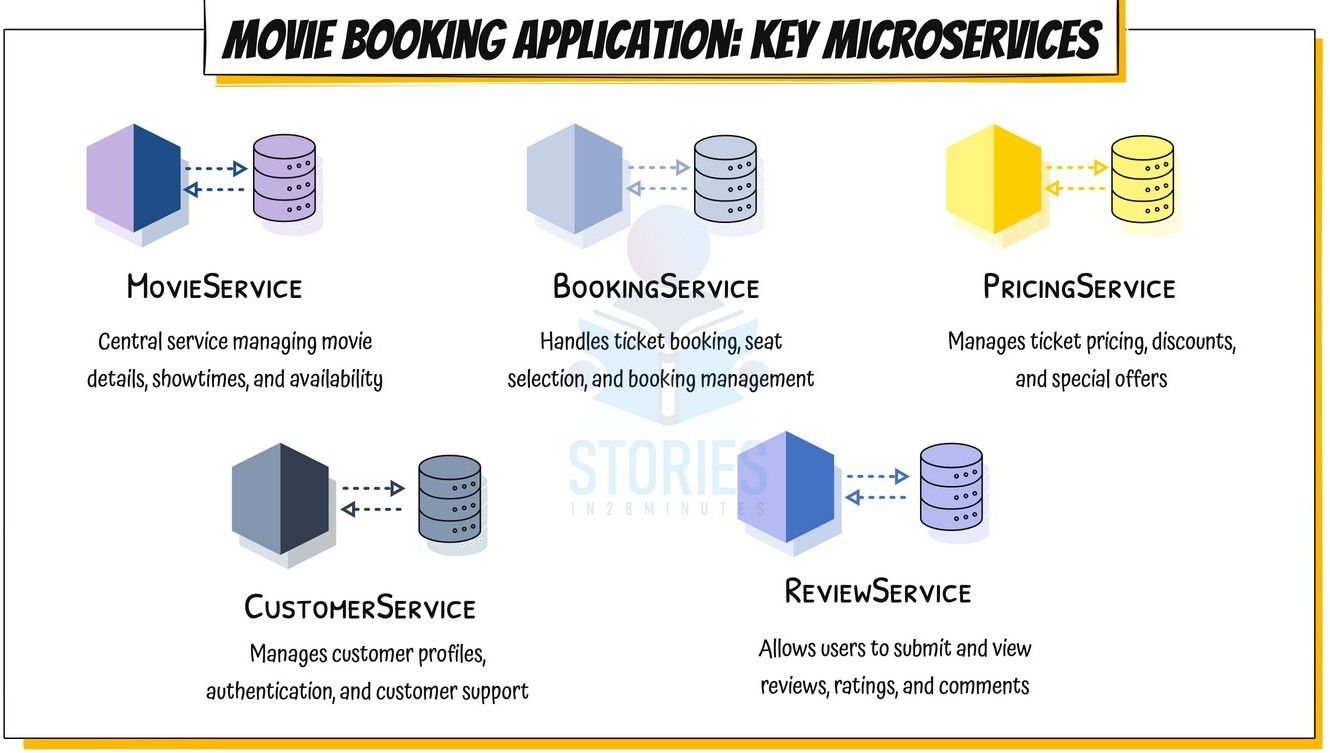 MOVIE BOOKING APPLICATION: KEY MICROSERVICES
MovieService
Central service managing movie
details, showtimes, and availability
BookingService
Handles ticket booking, seat
selection, and booking management
PricingService
Manages ticket pricing, discounts,
and special offers
STORIES
IN28MINUTES
CustomerService
Manages customer profiles,
authentication, and customer support
ReviewService
Allows users to submit and view
reviews, ratings, and comments